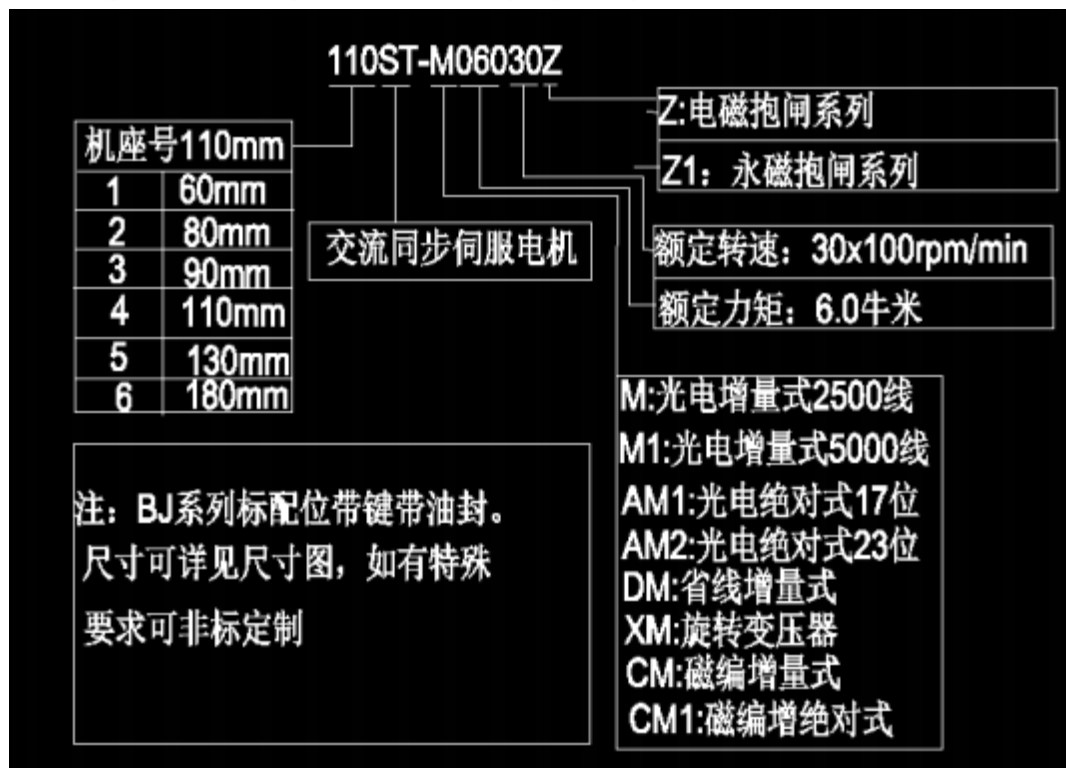 110ST-M06030Z
机座号110mm
1 60mm
2 80mm
3 90mm
4 110mm
5 130mm
6 180mm
交流同步伺服电机
Z:电磁抱闸系列
Z1：永磁抱闸系列
额定转速：30x100rpm/min
额定力矩：6.0牛米
M:光电增量式2500线
M1:光电增量式5000线
AM1:光电绝对式17位
AM2:光电绝对式23位
DM:省线增量式
XM:旋转变压器
CM:磁编增量式
CM1:磁编增绝对式
注：BJ系列标配位带键带油封。
尺寸可详见尺寸图，如有特殊
要求可非标定制